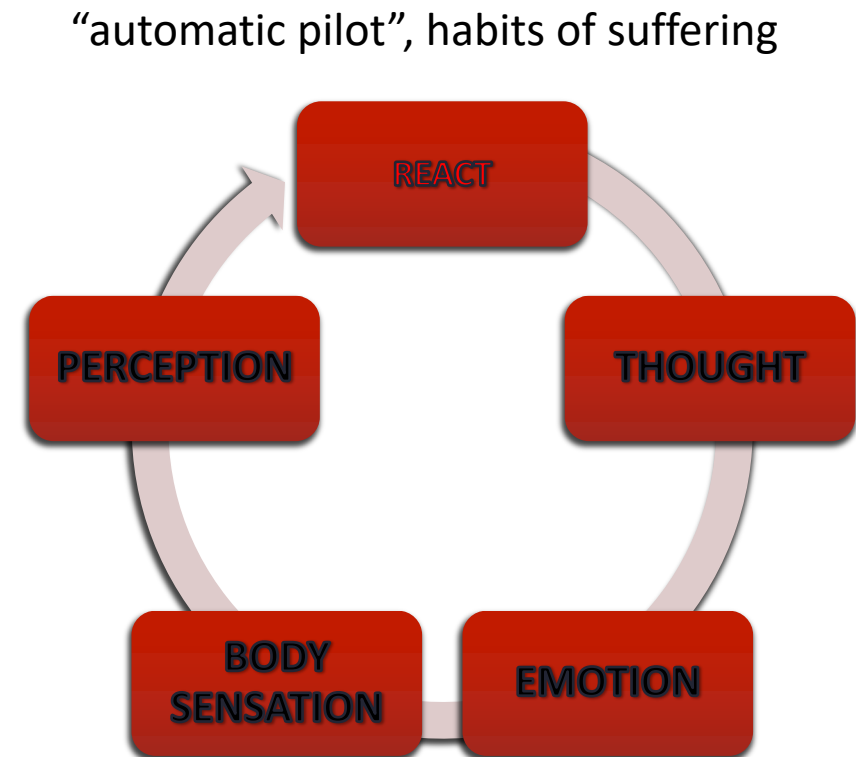 “automatic pilot”, habits of suffering
REACT
THOUGHT
EMOTION
BODY
SENSATION
PERCEPTION